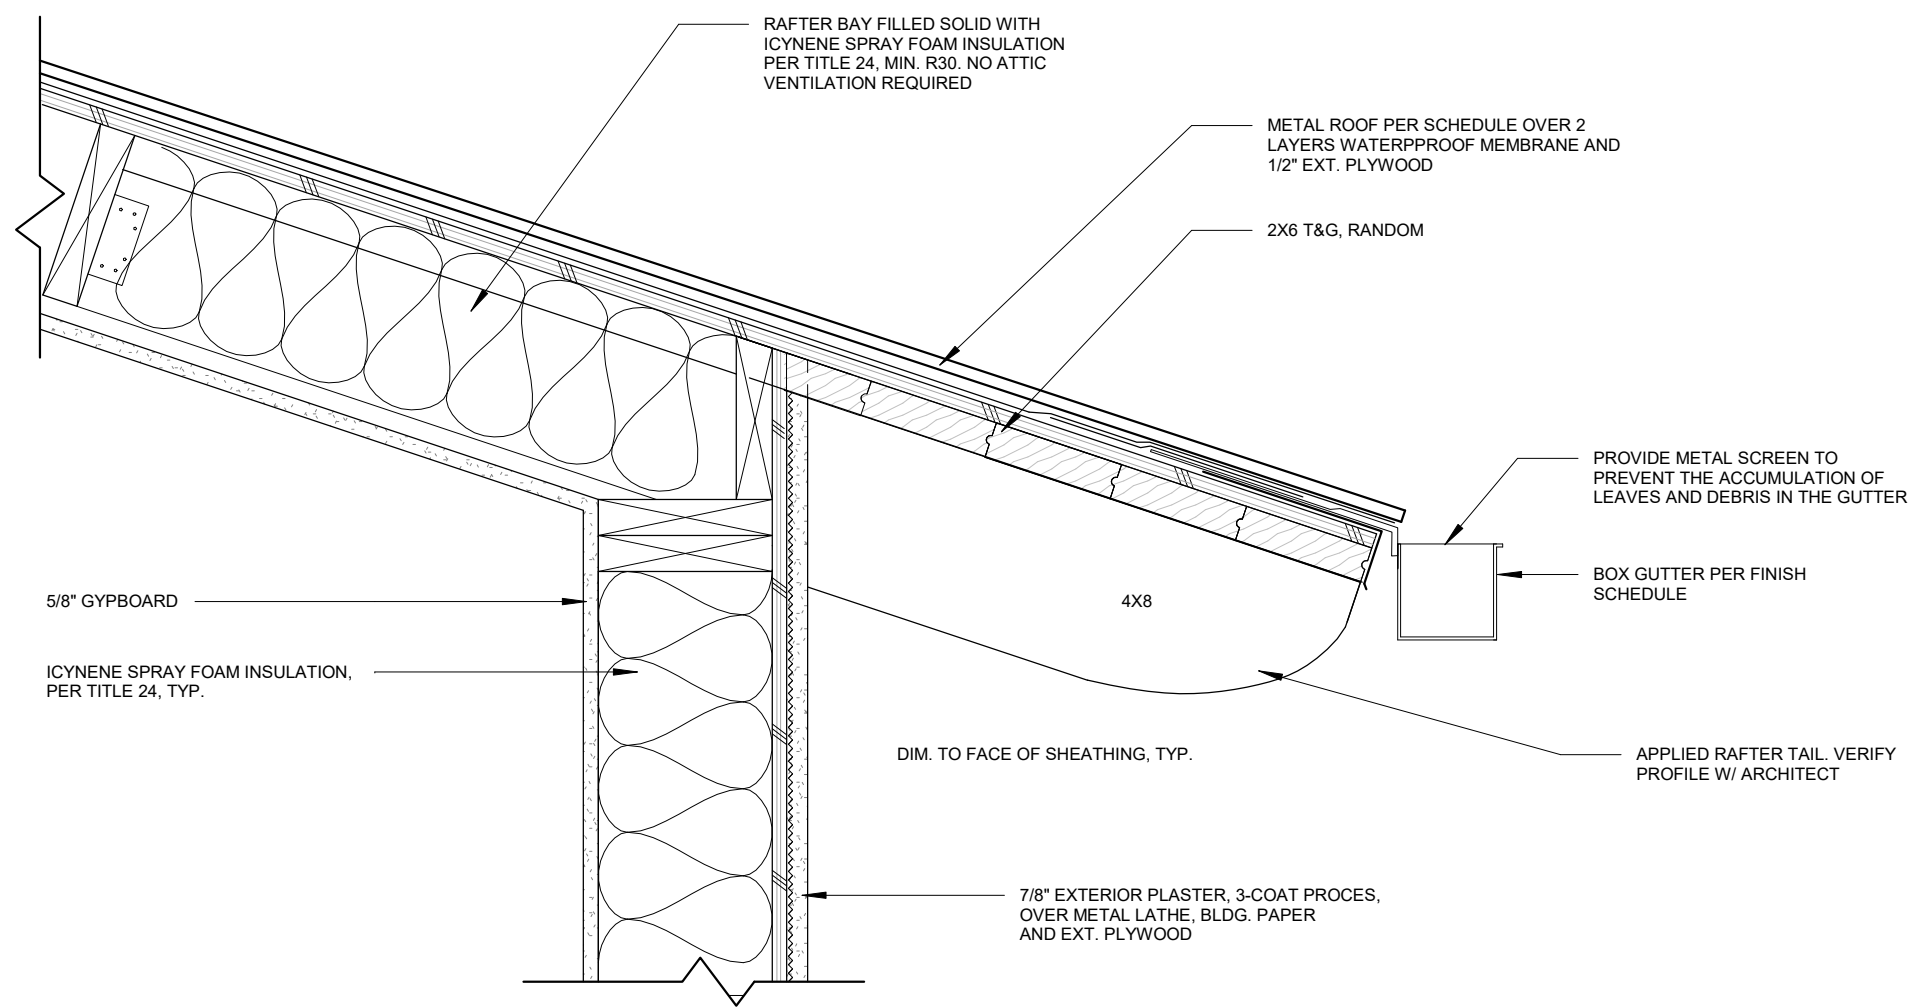 RAFTER BAY FILLED SOLID WITH
ICYNENE SPRAY FOAM INSULATION
PER TITLE 24, MIN. R30. NO ATTIC
VENTILATION REQUIRED
METAL ROOF PER SCHEDULE OVER 2
LAYERS WATERPPROOF MEMBRANE AND
1/2" EXT. PLYWOOD
2X6 T&G, RANDOM
PROVIDE METAL SCREEN TO
PREVENT THE ACCUMULATION OF
LEAVES AND DEBRIS IN THE GUTTER
BOX GUTTER PER FINISH
SCHEDULE
4X8
5/8" GYPBOARD
ICYNENE SPRAY FOAM INSULATION,
PER TITLE 24, TYP.
DIM. TO FACE OF SHEATHING, TYP.
APPLIED RAFTER TAIL. VERIFY
PROFILE W/ ARCHITECT
7/8" EXTERIOR PLASTER, 3-COAT PROCES,
OVER METAL LATHE, BLDG. PAPER
AND EXT. PLYWOOD